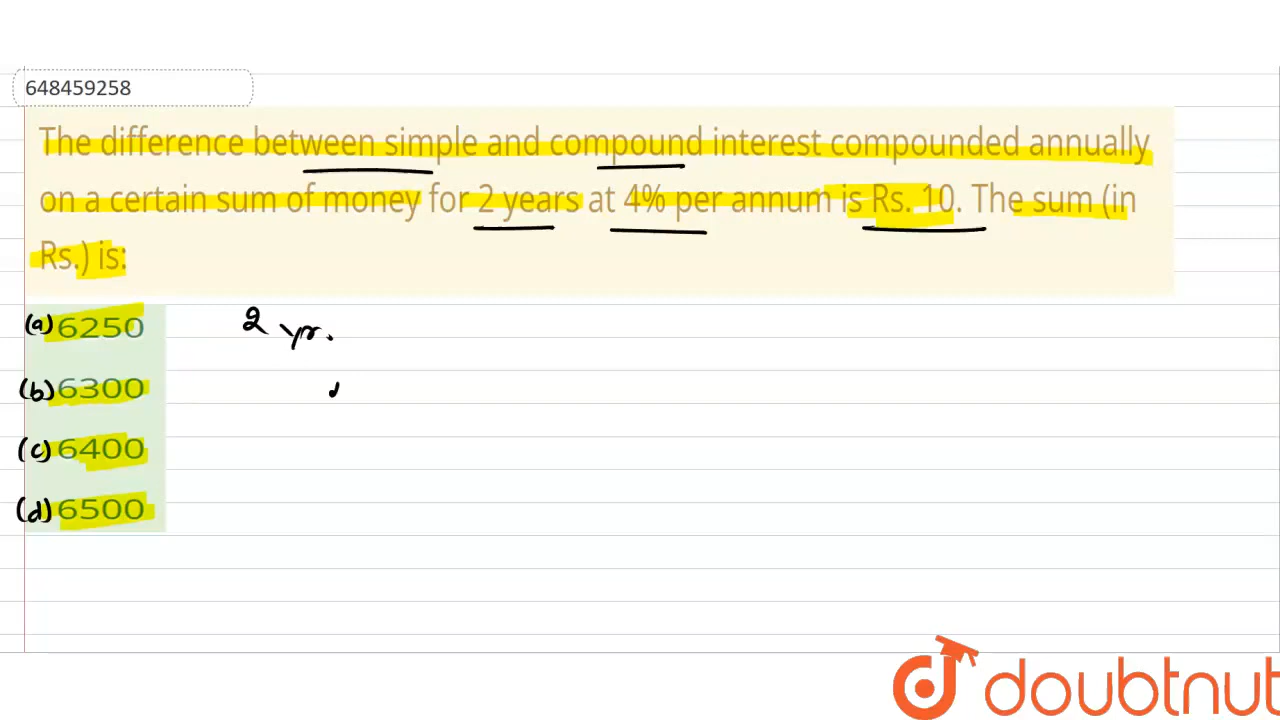 648459258
The difference between simple and compound interest compounded annually
on a certain sum of money for 2 years at 4% per annum is Rs. 10. The sum (in
Rs.) is:
(a) 6250
2 yr.
(b) 6300
(c) 6400
(d) 6500
doubtnut